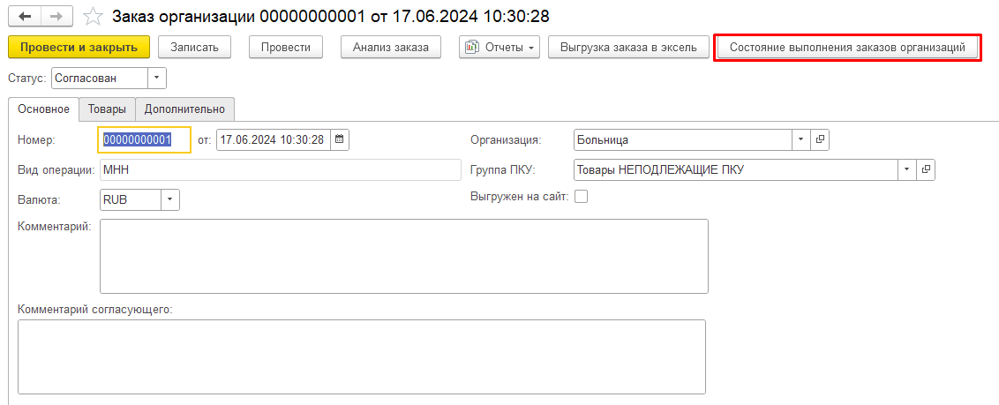 Заказ организации 00000000001 от 17.06.2024 10:30:28
Провести и закрыть Записать Провести Анализ заказа Отчеты Выгрузка заказа в эксель Состояние выполнения заказов организаций
Статус: Согласован
Основное Товары Дополнительно
Номер: 00000000001 от: 17.06.2024 10:30:28 Организация: Больница
Вид операции: МНН Группа ПКУ: Товары НЕПОДЛЕЖАЩИЕ ПКУ
Валюта: RUB Выгружен на сайт:
Комментарий:
Комментарий согласующего: